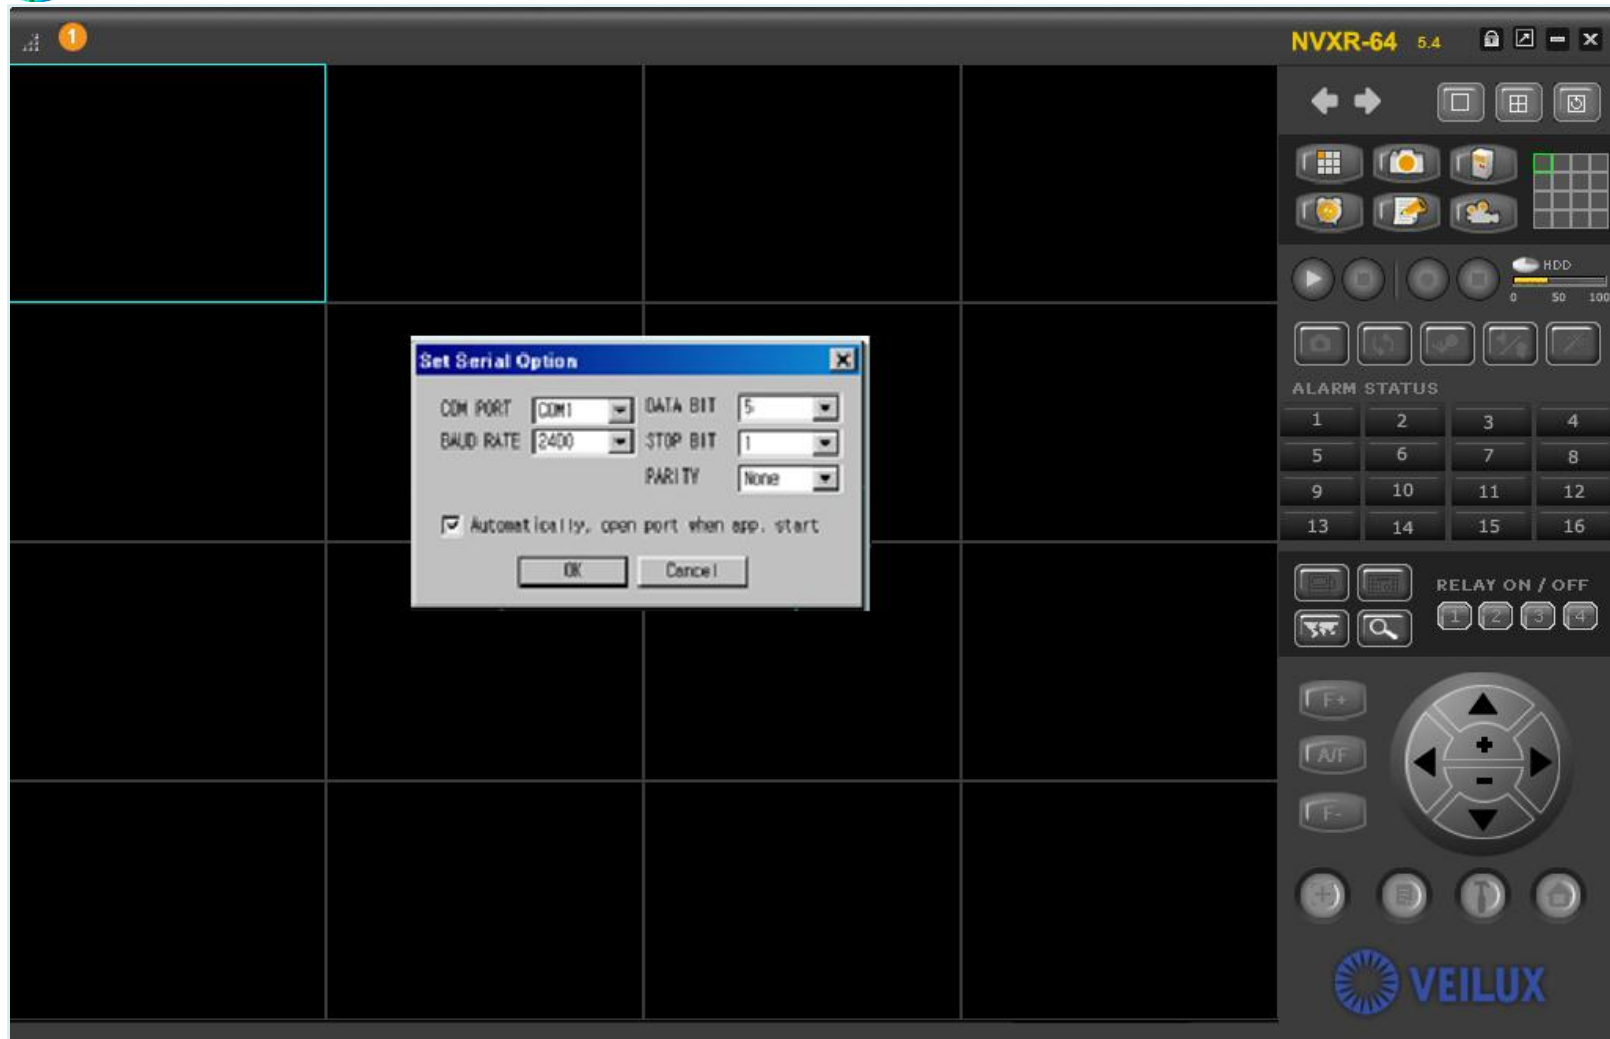 1
NVXR-64 5.4
HDD
0 50 100
Set Serial Option
COM PORT COM1 DATA BIT 5
BAUD RATE 2400 STOP BIT 1
PARITY None
Automatically, open port when app. start
OK Cancel
ALARM STATUS
1 2 3 4
5 6 7 8
9 10 11 12
13 14 15 16
RELAY ON / OFF
1 2 3 4
F+
A/F
F-
VEILUX